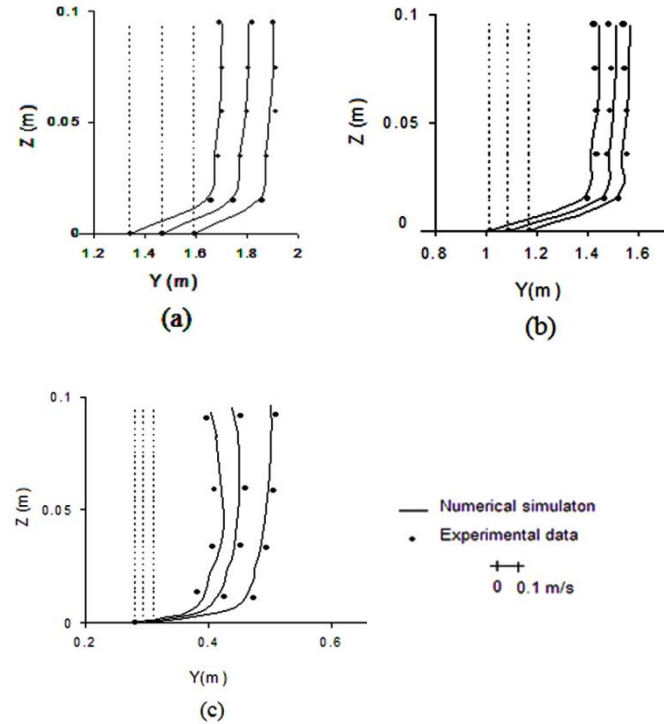 0.1
0.05
0
Z (m)
1.2 1.4 1.6 1.8 2
Y (m)
(a)
0.1
0.05
0
Z (m)
0.8 1 1.2 1.4 1.6
Y(m)
(b)
0.1
0.05
0
Z (m)
0.2 0.4 0.6
Y(m)
(c)
Numerical simulaton
Experimental data
0 0.1 m/s